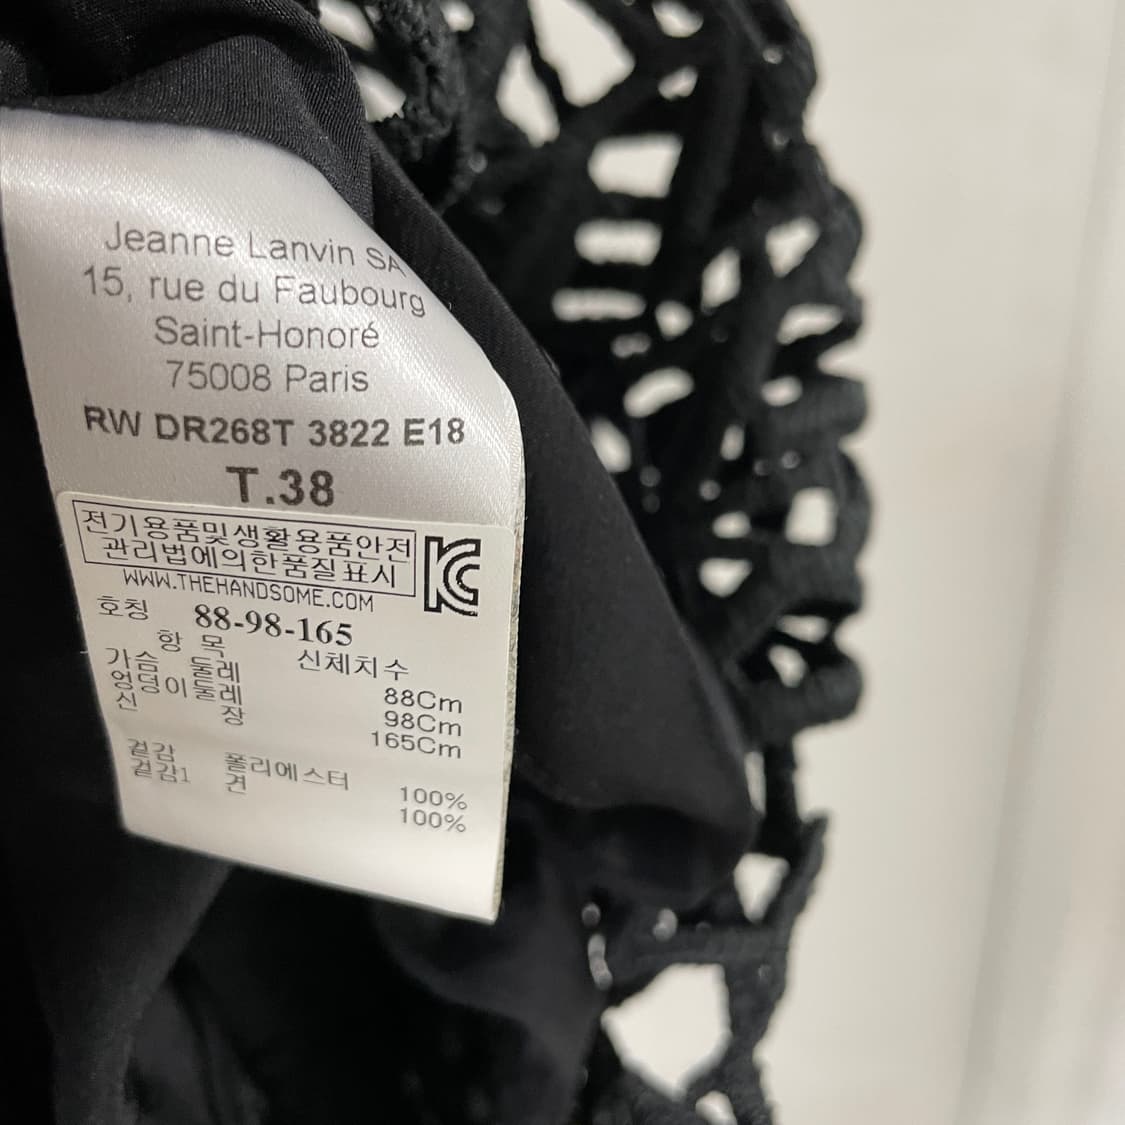 Jeanne Lanvin SA
15, rue du Faubourg
Saint-Honoré
75008 Paris
RW DR268T 3822 E18
T.38
전기용품및생활용품안전
관리법에의한품질표시
WWW.THEHANDSOME.COM
호칭 88-98-165
항 목 신체치수
가슴 둘레 88Cm
엉덩이둘레 98Cm
신 장 165Cm
겉감 폴리에스터 100%
겉감1 견 100%